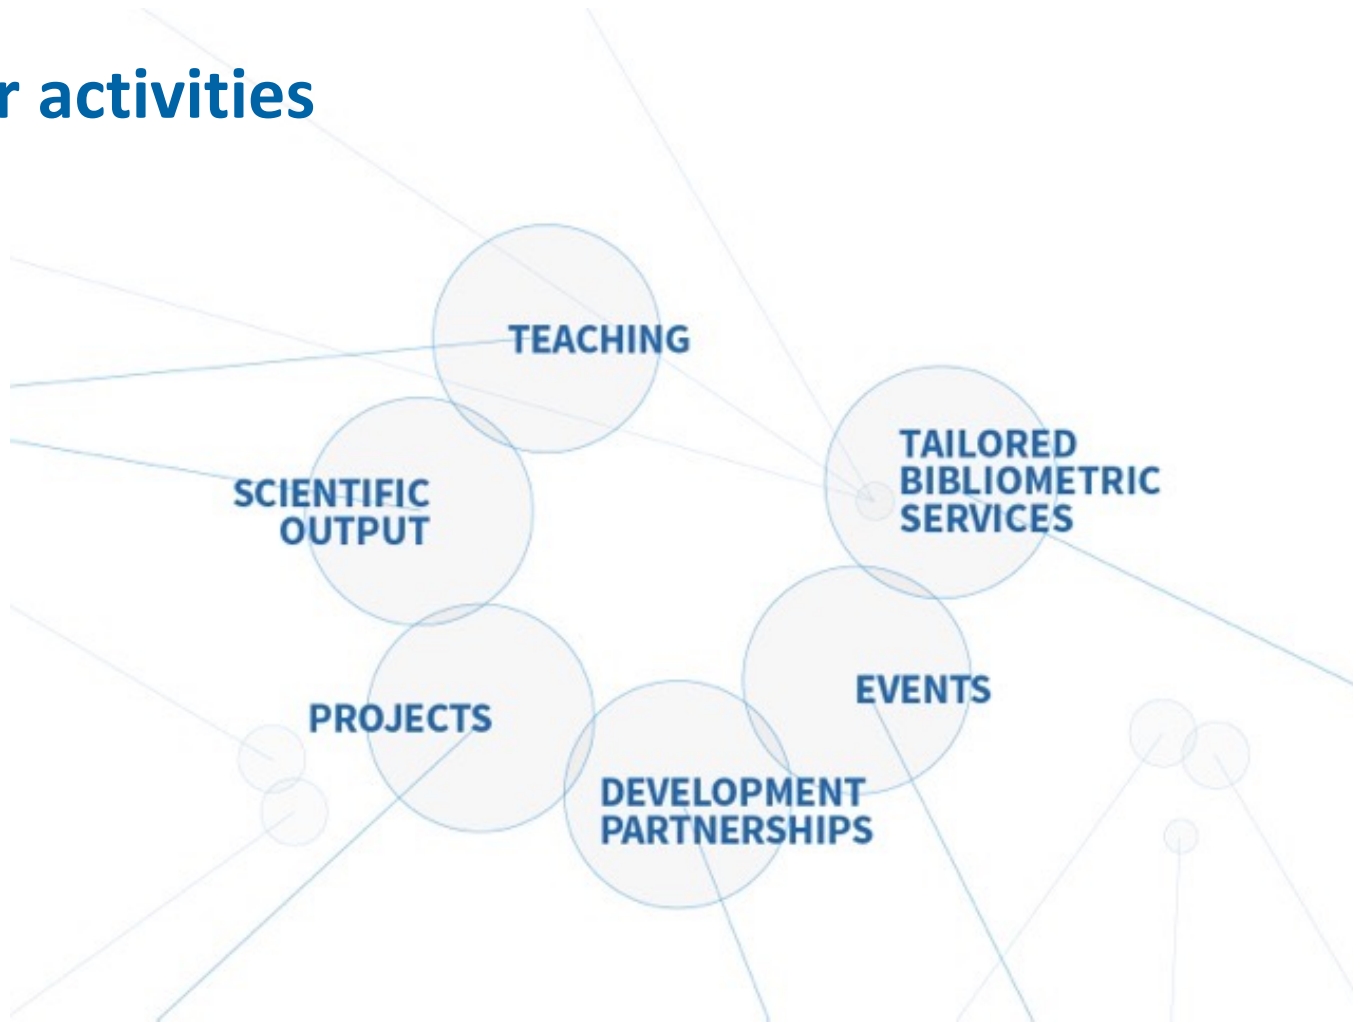 r activities
TEACHING
TAILORED
BIBLIOMETRIC
SERVICES
SCIENTIFIC
OUTPUT
EVENTS
PROJECTS
DEVELOPMENT
PARTNERSHIPS